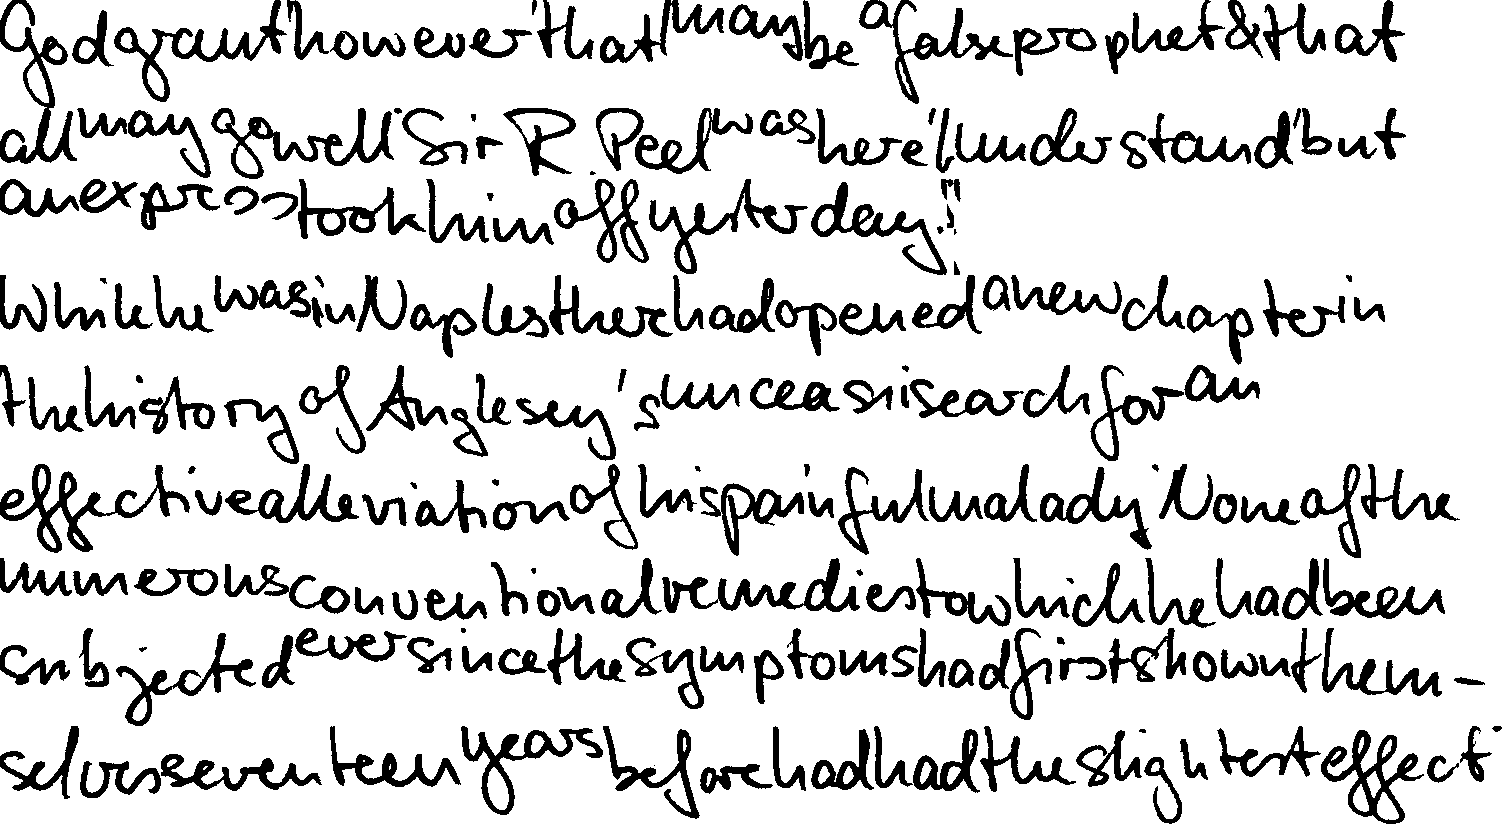 God grant however that I may be a false prophet & that
all may go well Sir R. Peel was here I understand but
an express took him off yesterday."
While he was in Naples there had opened a new chapter in
the history of Anglesey's unceasi search for an
effective alleviation of his painful malady None of the
numerous conventional remedies to which he had been
subjected ever since the symptoms had first shown them-
selves seventeen years before had had the slightest effect